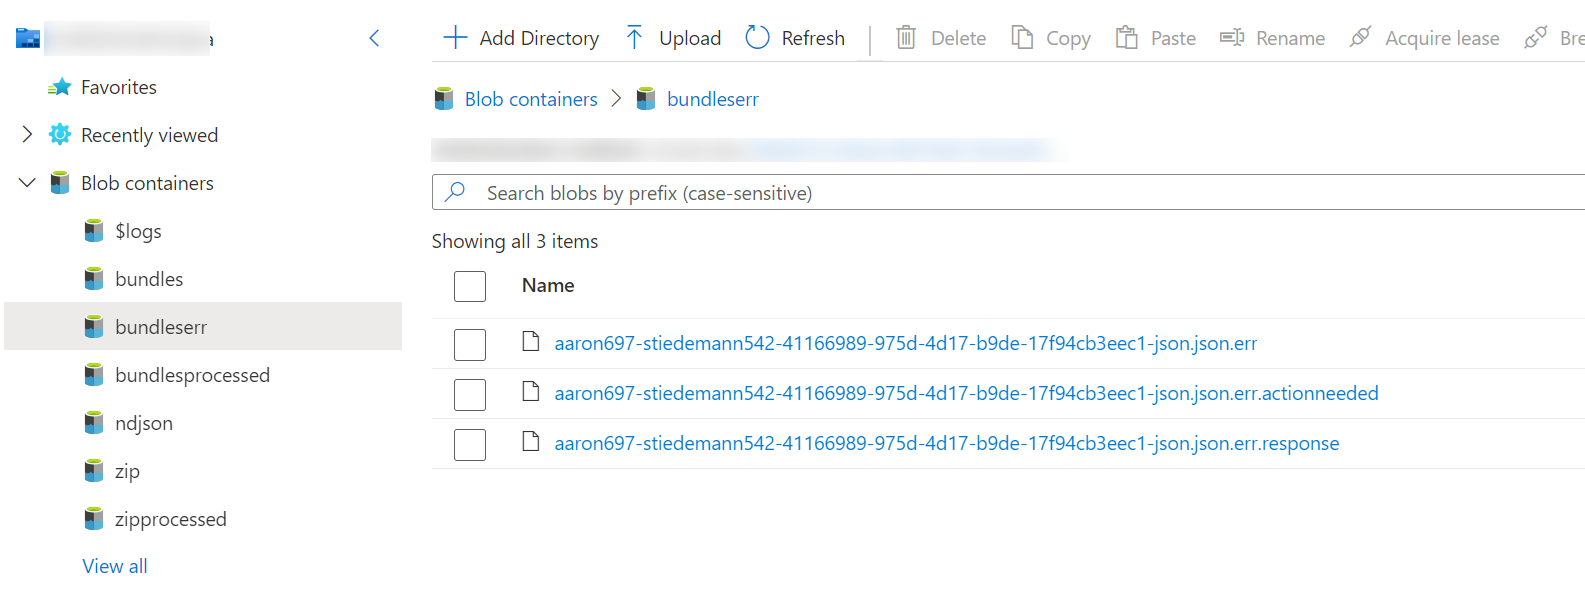 Add Directory Upload Refresh Delete Copy Paste Rename Acquire lease Bre
Favorites
Recently viewed
Blob containers
$logs
bundles
bundleserr
bundlesprocessed
ndjson
zip
zipprocessed
View all
Blob containers > bundleserr
Search blobs by prefix (case-sensitive)
Showing all 3 items
Name
aaron697-stiedemann542-41166989-975d-4d17-b9de-17f94cb3eec1-json.json.err
aaron697-stiedemann542-41166989-975d-4d17-b9de-17f94cb3eec1-json.json.err.actionneeded
aaron697-stiedemann542-41166989-975d-4d17-b9de-17f94cb3eec1-json.json.err.response